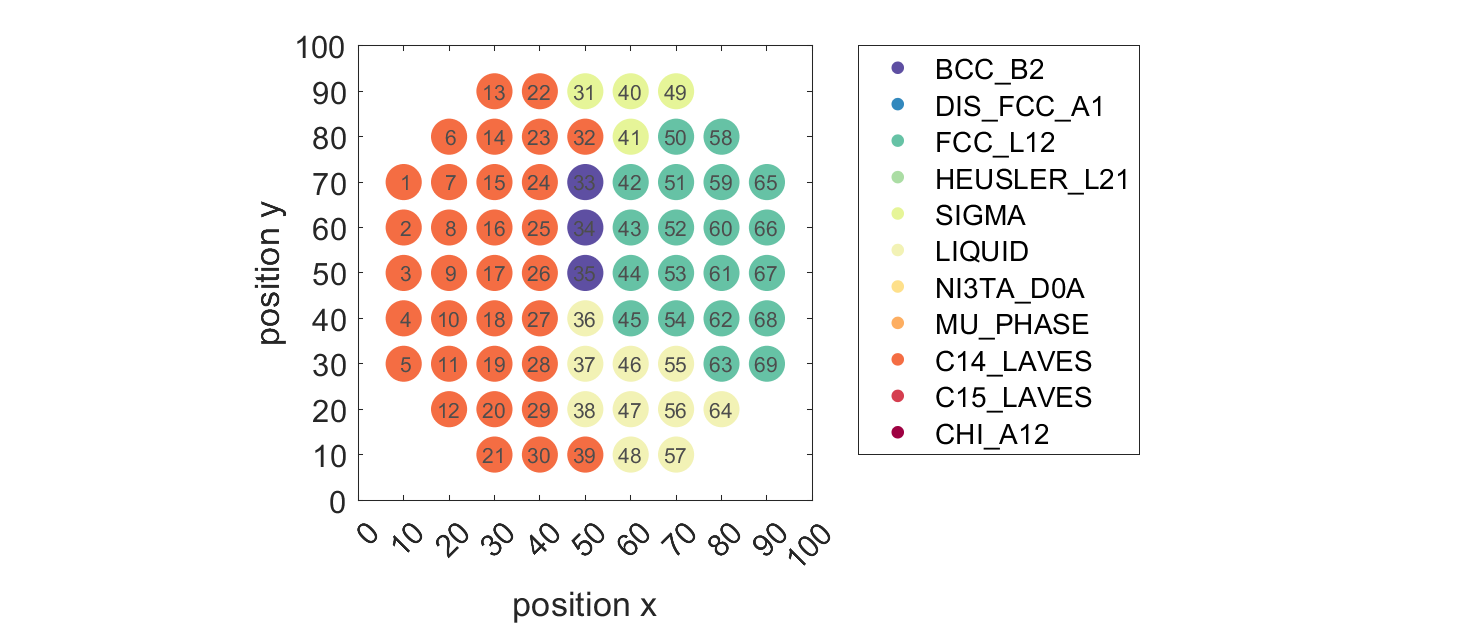 100
90
13 22 31 40 49
80
6 14 23 32 41 50 58
70
1 7 15 24 33 42 51 59 65
60
2 8 16 25 34 43 52 60 66
50
3 9 17 26 35 44 53 61 67
40
4 10 18 27 36 45 54 62 68
30
5 11 19 28 37 46 55 63 69
20
12 20 29 38 47 56 64
10
21 30 39 48 57
0
position y
0 10 20 30 40 50 60 70 80 90 100
position x
BCC_B2
DIS_FCC_A1
FCC_L12
HEUSLER_L21
SIGMA
LIQUID
NI3TA_D0A
MU_PHASE
C14_LAVES
C15_LAVES
CHI_A12